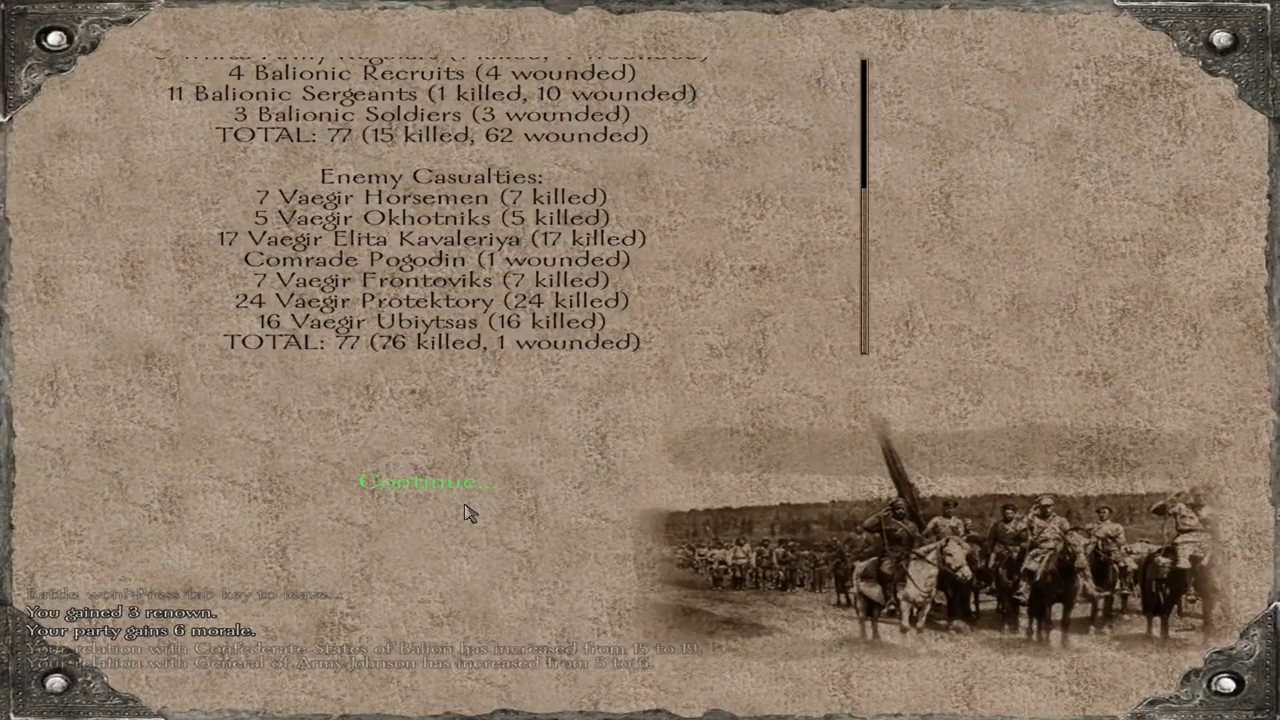 4 Balionic Recruits (4 wounded)
11 Balionic Sergeants (1 killed, 10 wounded)
3 Balionic Soldiers (3 wounded)
TOTAL: 77 (15 killed, 62 wounded)
Enemy Casualties:
7 Vaegir Horsemen (7 killed)
5 Vaegir Okhotniks (5 killed)
17 Vaegir Elita Kavaleriya (17 killed)
Comrade Pogodin (1 wounded)
7 Vaegir Frontoviks (7 killed)
24 Vaegir Protektory (24 killed)
16 Vaegir Ubiytsas (16 killed)
TOTAL: 77 (76 killed, 1 wounded)
Continue...
Battle won! Press tab key to leave...
You gained 3 renown.
Your party gains 6 morale.
Your relation with Confederate States of Balion has increased from 15 to 19.
Your relation with General of Army Johnson has increased from 5 to 6.